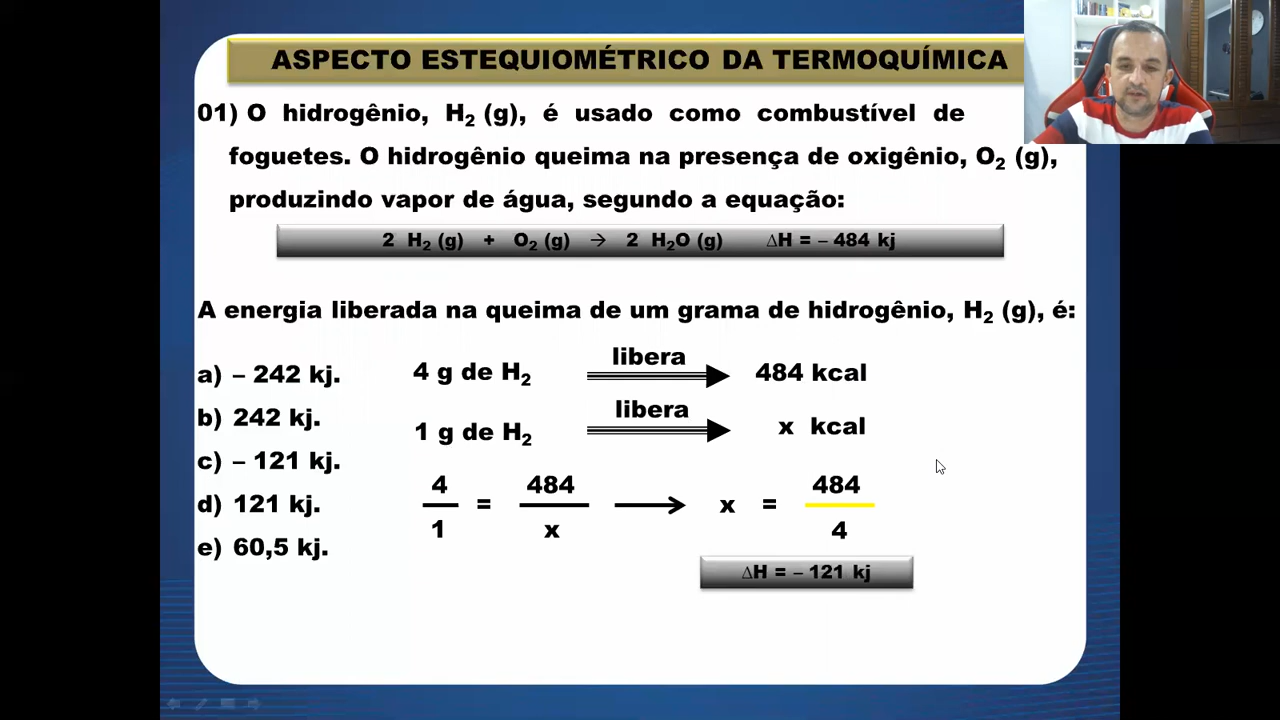 ASPECTO ESTEQUIOMÉTRICO DA TERMOQUÍMICA
01) O hidrogênio, H₂ (g), é usado como combustível de
foguetes. O hidrogênio queima na presença de oxigênio, O₂ (g),
produzindo vapor de água, segundo a equação:
2 H₂ (g) + O₂ (g) → 2 H₂O (g) ∆H = – 484 kj
A energia liberada na queima de um grama de hidrogênio, H₂ (g), é:
a) – 242 kj.
b) 242 kj.
c) – 121 kj.
d) 121 kj.
e) 60,5 kj.
libera
4 g de H₂ 484 kcal
libera
1 g de H₂ x kcal
4 484 484
= → x =
1 x 4
∆H = – 121 kj